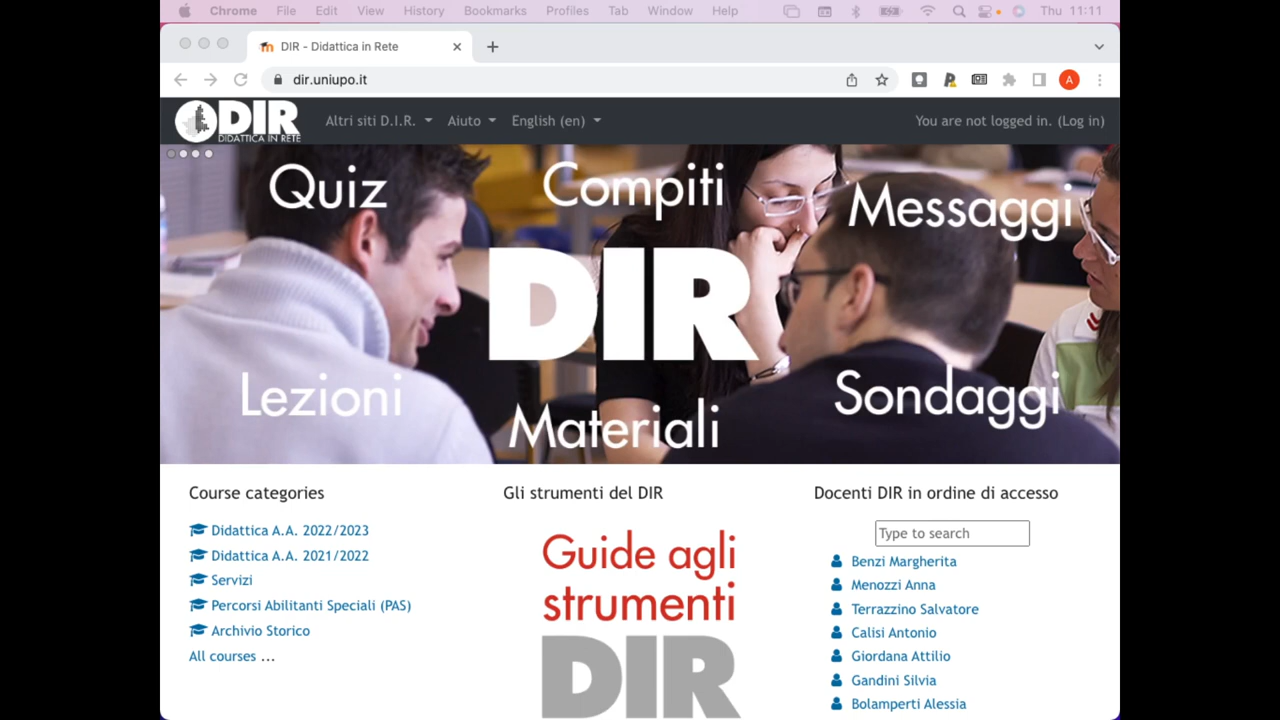 Chrome File Edit View History Bookmarks Profiles Tab Window Help Thu 11:11
DIR - Didattica in Rete
dir.uniupo.it
A
DIR
DIDATTICA IN RETE
Altri siti D.I.R. Aiuto English (en) You are not logged in. (Log in)
Quiz Compiti Messaggi
DIR
Lezioni Materiali Sondaggi
Course categories
Didattica A.A. 2022/2023
Didattica A.A. 2021/2022
Servizi
Percorsi Abilitanti Speciali (PAS)
Archivio Storico
All courses ...
Gli strumenti del DIR
Guide agli
strumenti
DIR
Docenti DIR in ordine di accesso
Type to search
Benzi Margherita
Menozzi Anna
Terrazzino Salvatore
Calisi Antonio
Giordana Attilio
Gandini Silvia
Bolamperti Alessia